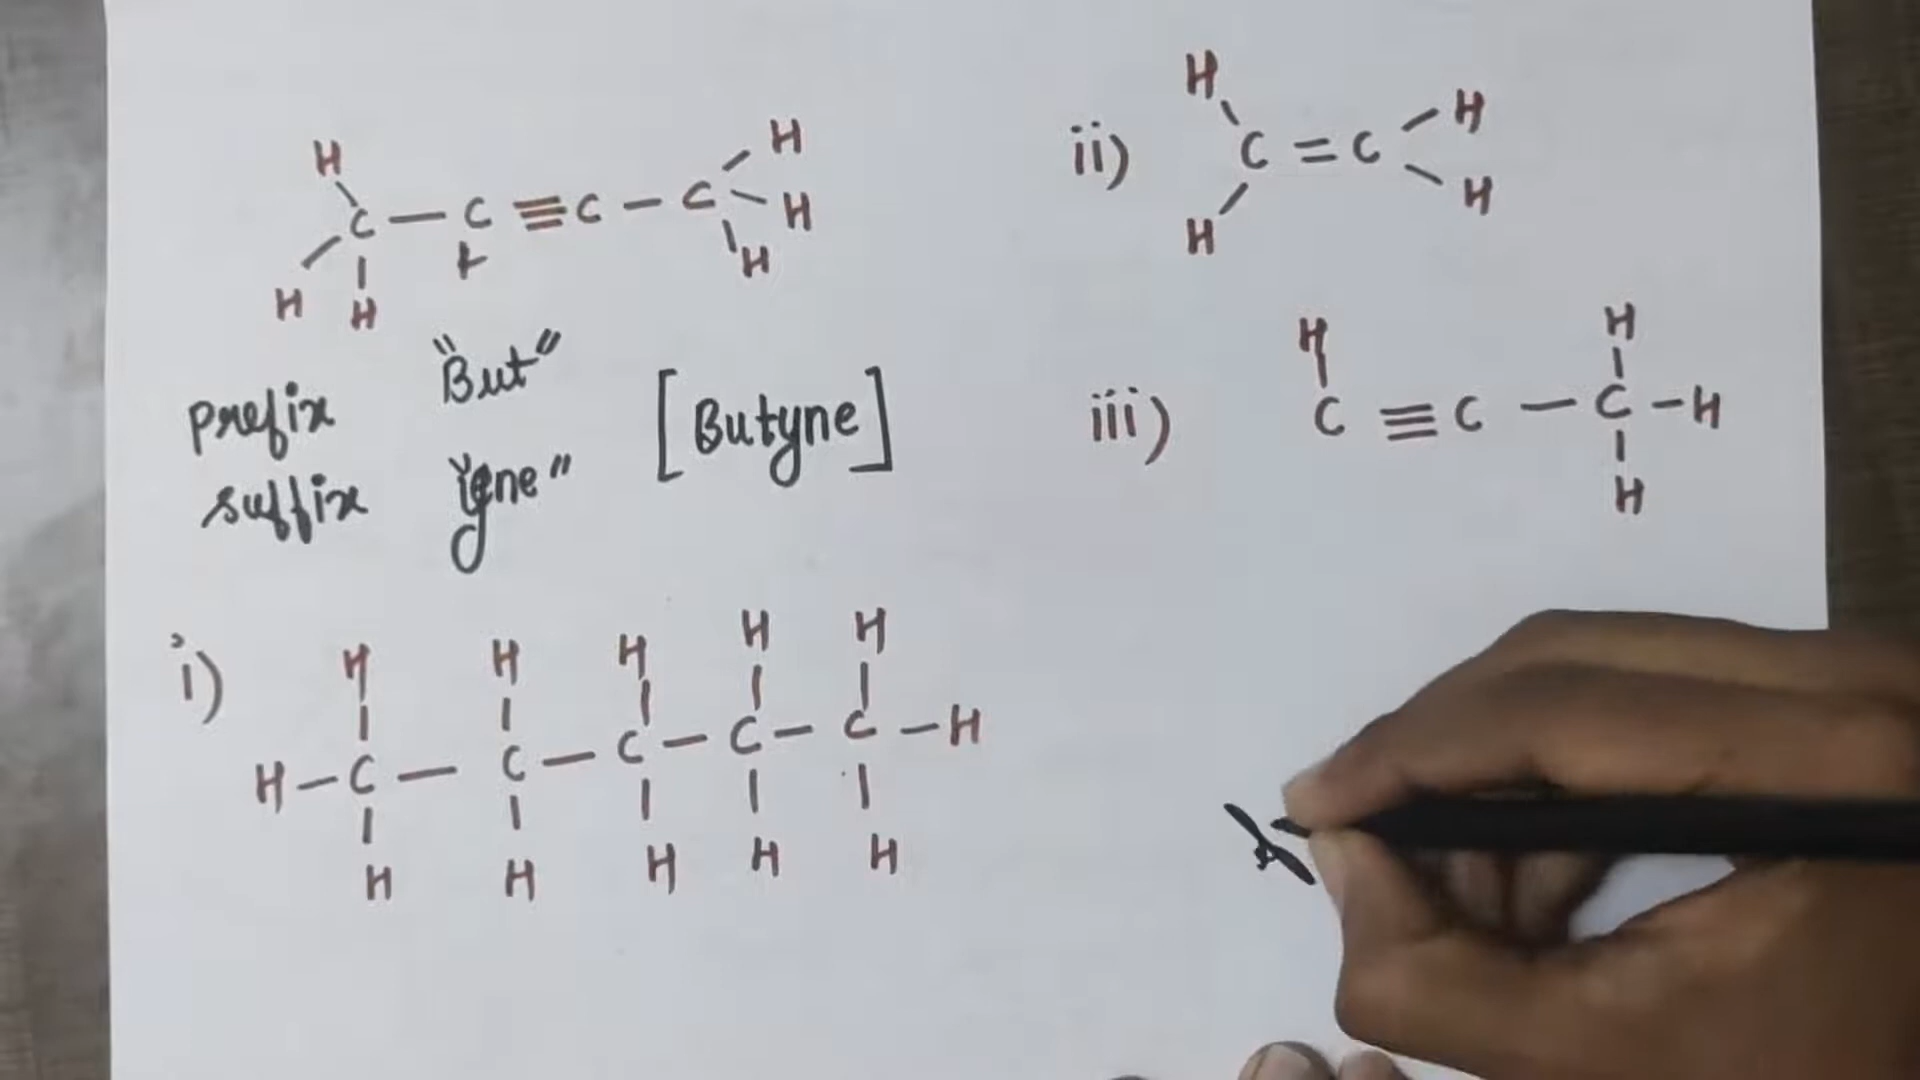 H H
C — C ≡ C — C H
H H H
prefix "But"
suffix "yne"
[Butyne]
i)
H H H H H
H — C — C — C — C — C — H
H H H H H
ii)
H H
C = C
H H
iii)
H H
C ≡ C — C — H
H